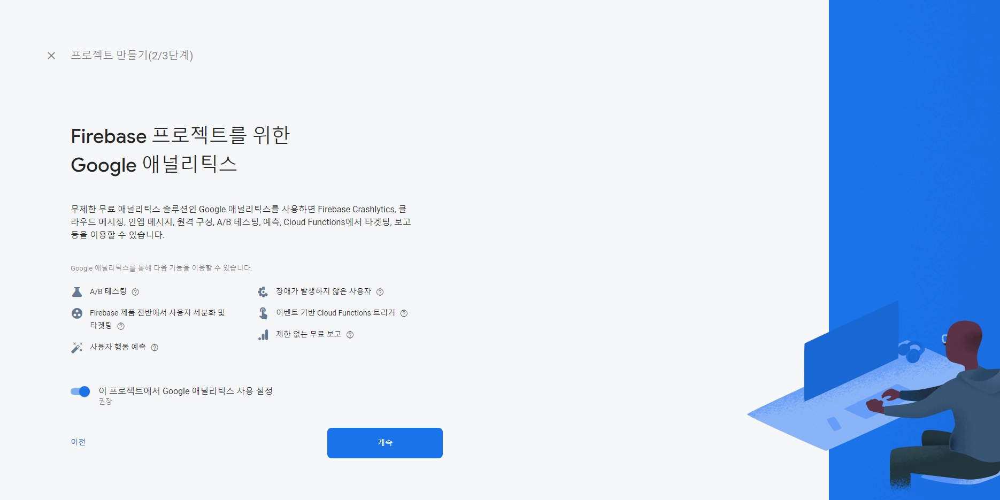 프로젝트 만들기(2/3단계)
Firebase 프로젝트를 위한
Google 애널리틱스
무제한 무료 애널리틱스 솔루션인 Google 애널리틱스를 사용하면 Firebase Crashlytics, 클
라우드 메시징, 인앱 메시지, 원격 구성, A/B 테스팅, 예측, Cloud Functions에서 타겟팅, 보고
등을 이용할 수 있습니다.
Google 애널리틱스를 통해 다음 기능을 이용할 수 있습니다.
A/B 테스팅
Firebase 제품 전반에서 사용자 세분화 및
타겟팅
사용자 행동 예측
장애가 발생하지 않은 사용자
이벤트 기반 Cloud Functions 트리거
제한 없는 무료 보고
이 프로젝트에서 Google 애널리틱스 사용 설정
권장
이전
계속